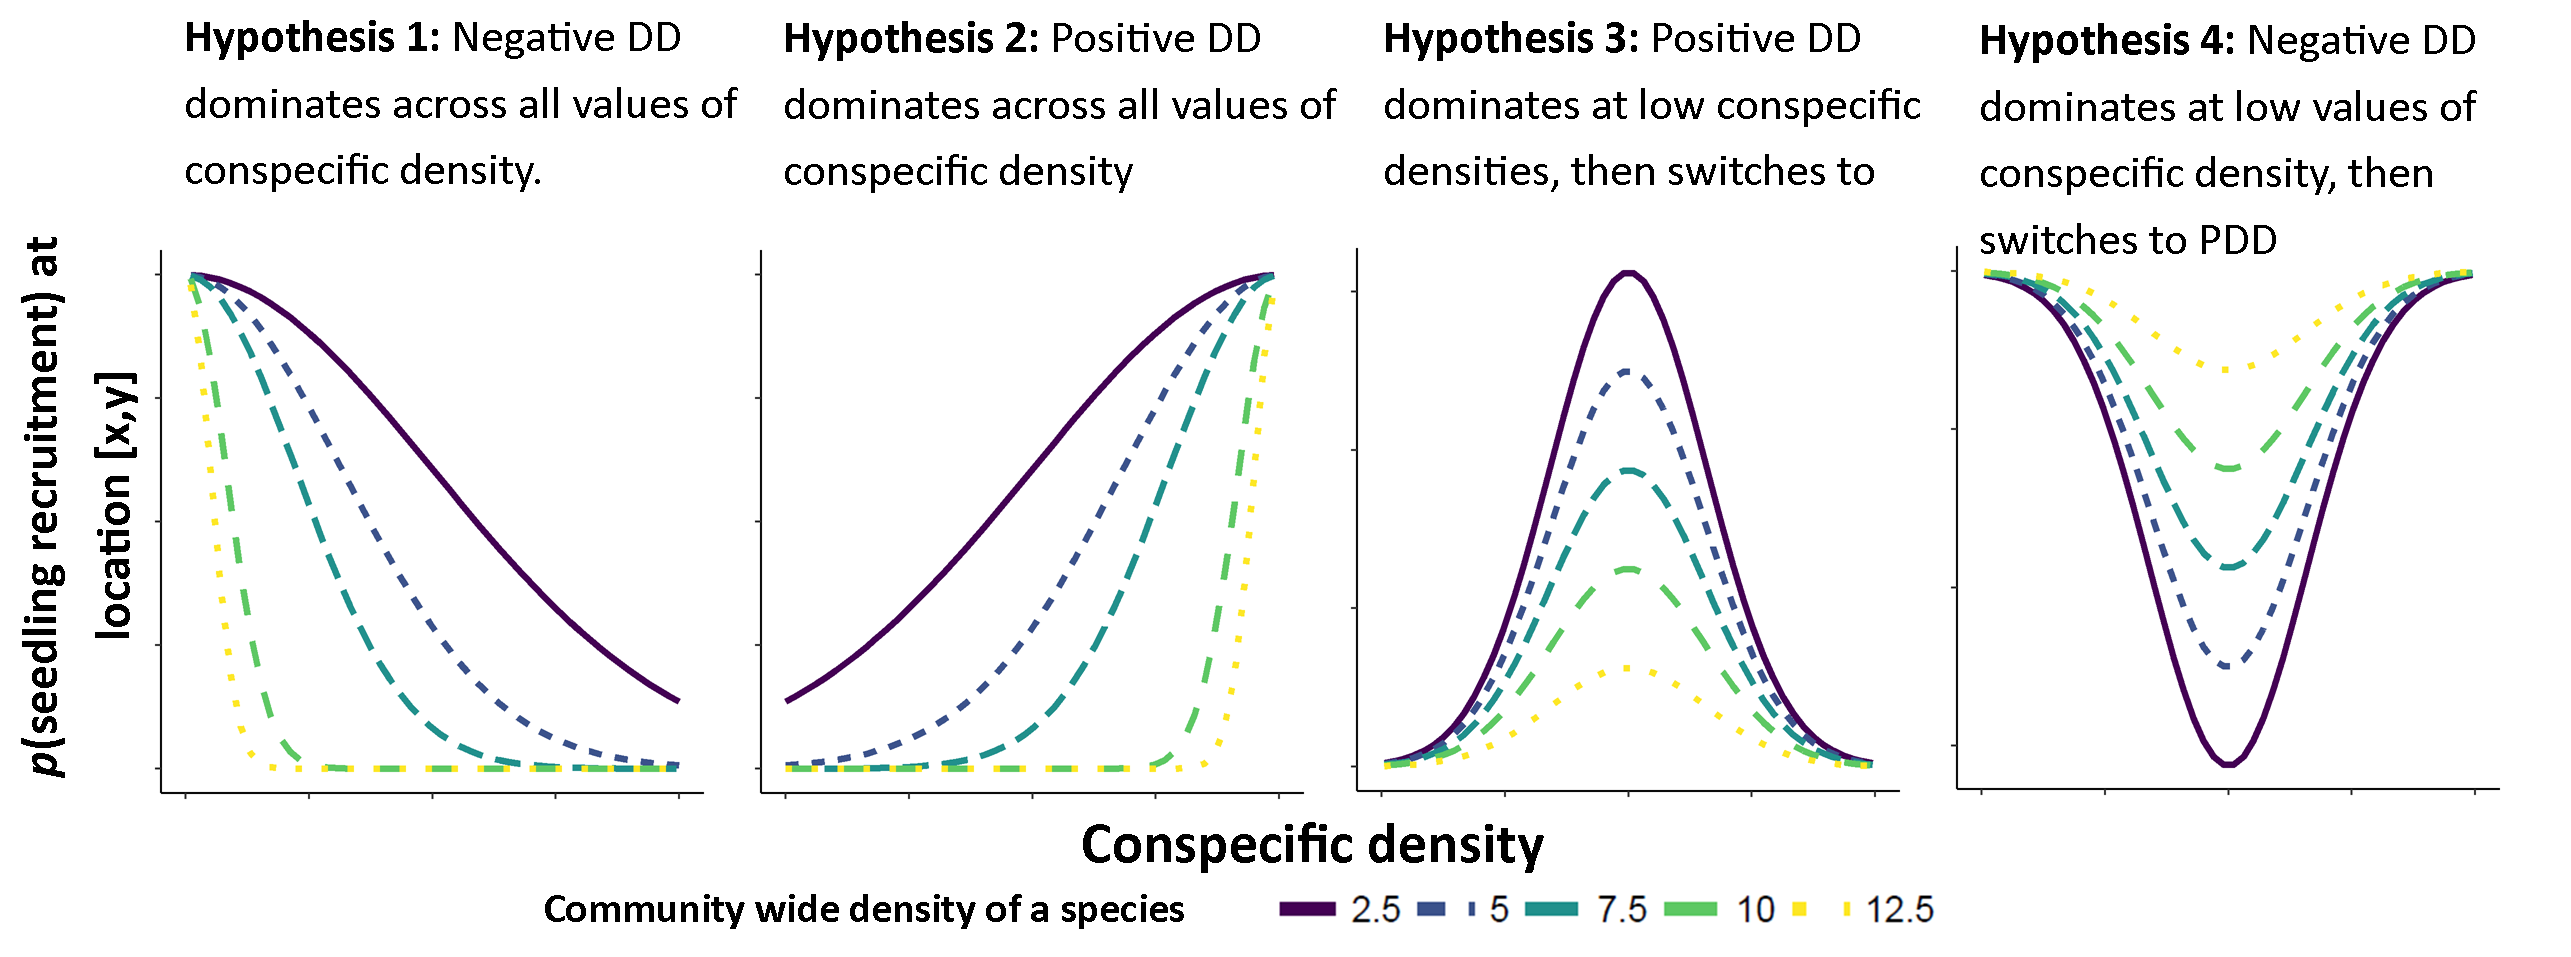 Hypothesis 1: Negative DD
dominates across all values of
conspecific density.
Hypothesis 2: Positive DD
dominates across all values of
conspecific density
Hypothesis 3: Positive DD
dominates at low conspecific
densities, then switches to
Hypothesis 4: Negative DD
dominates at low values of
conspecific density, then
switches to PDD
p(seedling recruitment) at
location [x,y]
Conspecific density
Community wide density of a species 2.5 5 7.5 10 12.5